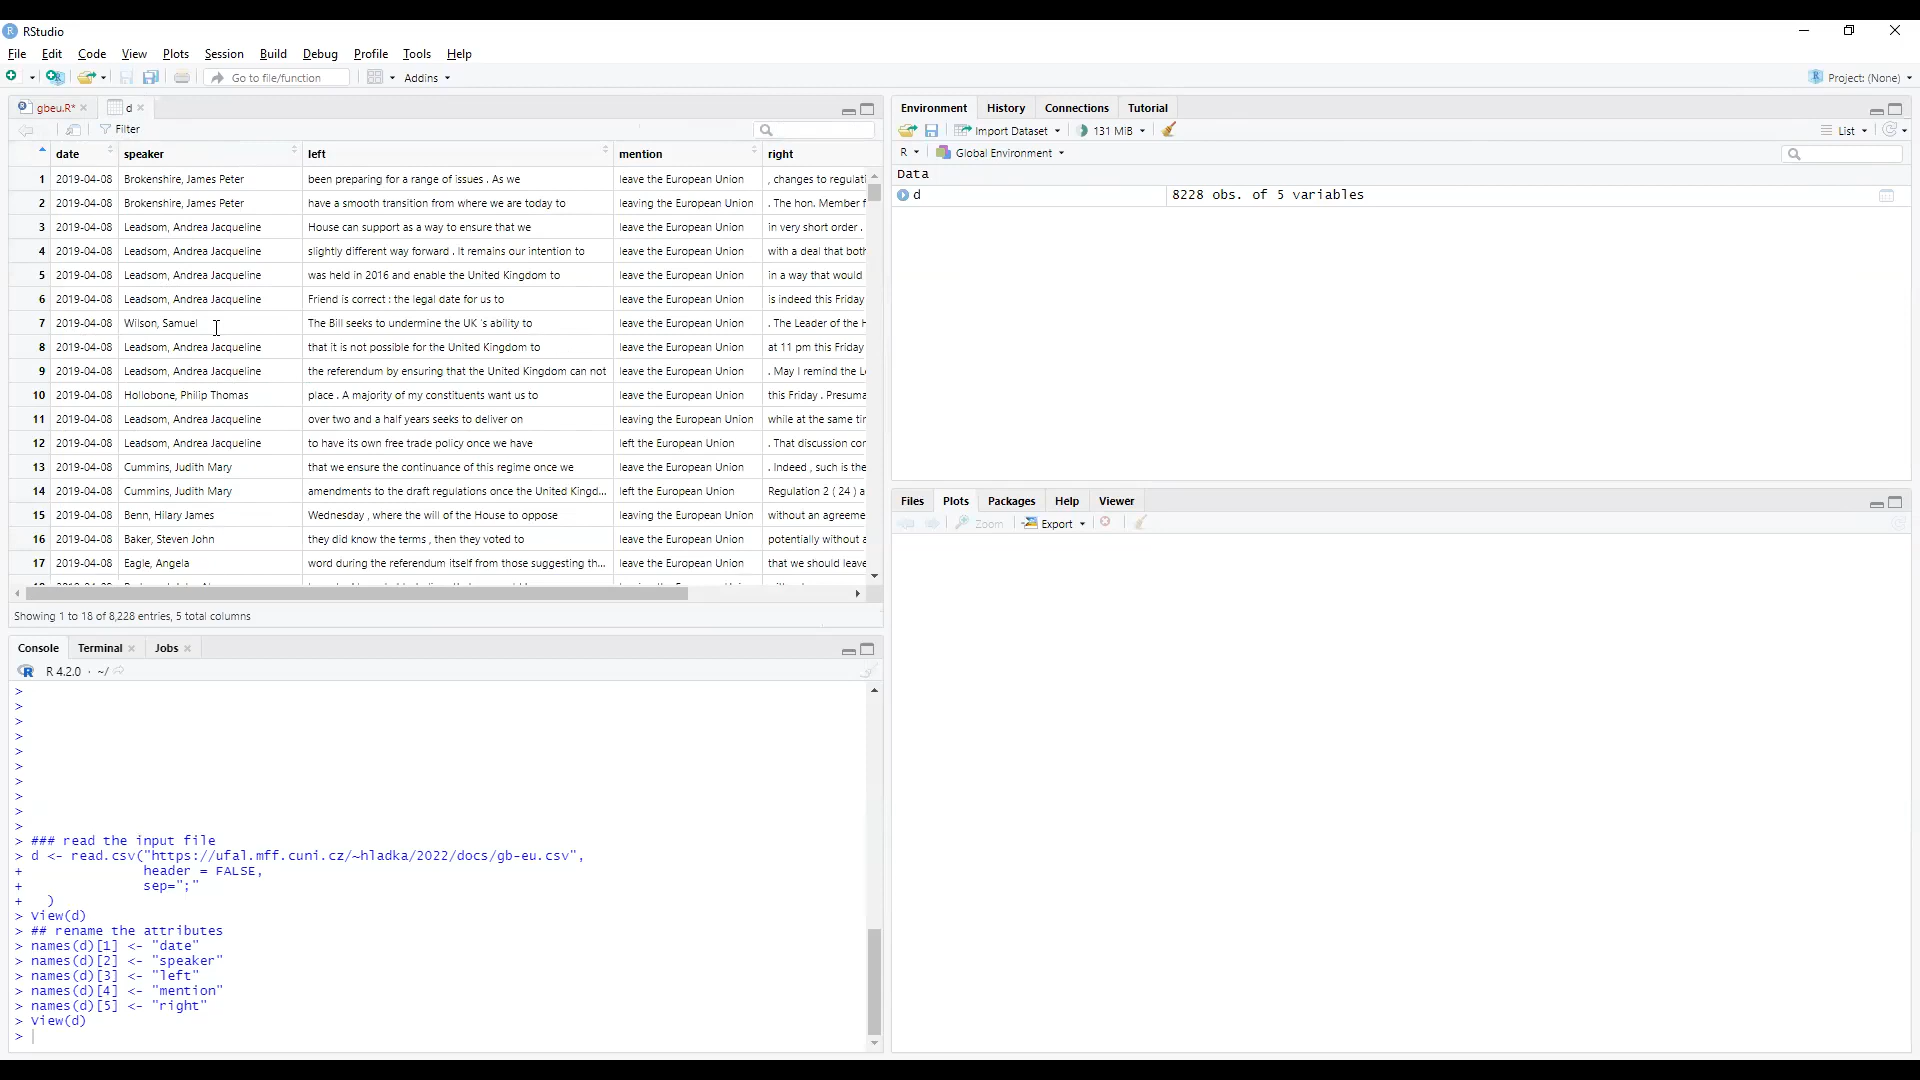 RStudio
File Edit Code View Plots Session Build Debug Profile Tools Help
Go to file/function Addins Project: (None)
gbeu.R* d
Filter
date speaker left mention right
1 2019-04-08 Brokenshire, James Peter been preparing for a range of issues . As we leave the European Union , changes to regulati
2 2019-04-08 Brokenshire, James Peter have a smooth transition from where we are today to leaving the European Union . The hon. Member f
3 2019-04-08 Leadsom, Andrea Jacqueline House can support as a way to ensure that we leave the European Union in very short order .
4 2019-04-08 Leadsom, Andrea Jacqueline slightly different way forward . It remains our intention to leave the European Union with a deal that both
5 2019-04-08 Leadsom, Andrea Jacqueline was held in 2016 and enable the United Kingdom to leave the European Union in a way that would
6 2019-04-08 Leadsom, Andrea Jacqueline Friend is correct : the legal date for us to leave the European Union is indeed this Friday
7 2019-04-08 Wilson, Samuel The Bill seeks to undermine the UK 's ability to leave the European Union . The Leader of the H
8 2019-04-08 Leadsom, Andrea Jacqueline that it is not possible for the United Kingdom to leave the European Union at 11 pm this Friday
9 2019-04-08 Leadsom, Andrea Jacqueline the referendum by ensuring that the United Kingdom can not leave the European Union . May I remind the L
10 2019-04-08 Hollobone, Philip Thomas place . A majority of my constituents want us to leave the European Union this Friday . Presuma
11 2019-04-08 Leadsom, Andrea Jacqueline over two and a half years seeks to deliver on leaving the European Union while at the same tir
12 2019-04-08 Leadsom, Andrea Jacqueline to have its own free trade policy once we have left the European Union . That discussion cor
13 2019-04-08 Cummins, Judith Mary that we ensure the continuance of this regime once we leave the European Union . Indeed , such is the
14 2019-04-08 Cummins, Judith Mary amendments to the draft regulations once the United Kingd... left the European Union Regulation 2 ( 24 ) a
15 2019-04-08 Benn, Hilary James Wednesday , where the will of the House to oppose leaving the European Union without an agreeme
16 2019-04-08 Baker, Steven John they did know the terms , then they voted to leave the European Union potentially without a
17 2019-04-08 Eagle, Angela word during the referendum itself from those suggesting th... leave the European Union that we should leave
Showing 1 to 18 of 8,228 entries, 5 total columns
Console Terminal Jobs
R 4.2.0 · ~/
>
>
>
>
>
>
>
>
>
>
> ### read the input file
> d <- read.csv("https://ufal.mff.cuni.cz/~hladka/2022/docs/gb-eu.csv",
+ header = FALSE,
+ sep=";"
+ )
> View(d)
> ## rename the attributes
> names(d)[1] <- "date"
> names(d)[2] <- "speaker"
> names(d)[3] <- "left"
> names(d)[4] <- "mention"
> names(d)[5] <- "right"
> View(d)
>
Environment History Connections Tutorial
Import Dataset 131 MiB List
R Global Environment
Data
d 8228 obs. of 5 variables
Files Plots Packages Help Viewer
Zoom Export